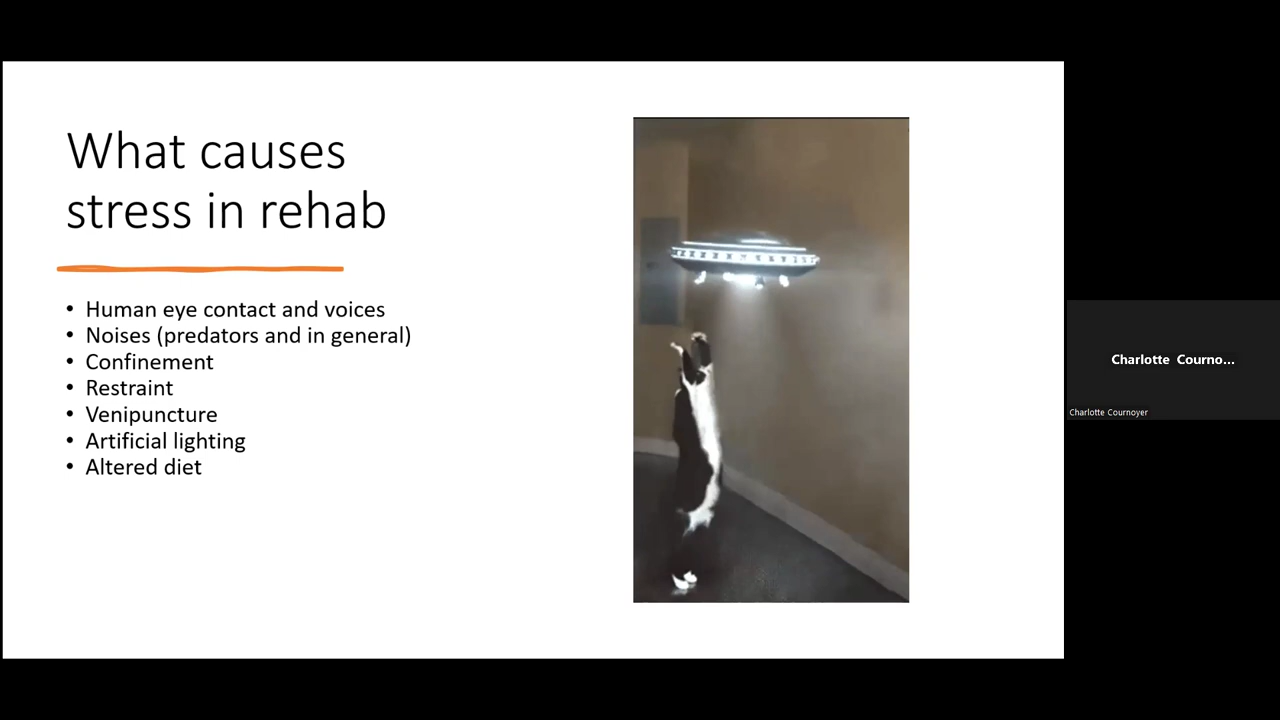 What causes
stress in rehab
• Human eye contact and voices
• Noises (predators and in general)
• Confinement
• Restraint
• Venipuncture
• Artificial lighting
• Altered diet
Charlotte Courno...
Charlotte Cournoyer